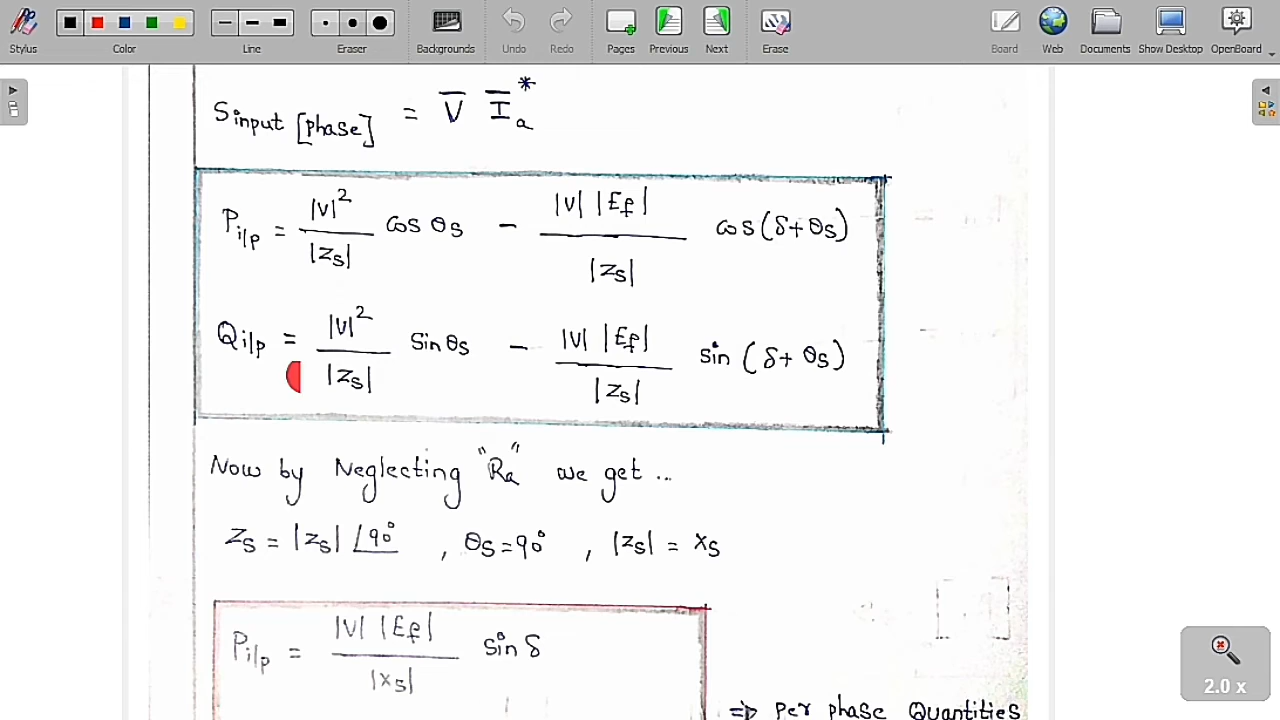 Stylus Color Line Eraser Backgrounds Undo Redo Pages Previous Next Erase Board Web Documents Show Desktop OpenBoard
S input [phase] = V̅ I̅a*
Pi/p = |V|² / |Zs| cos θs - |V| |Ef| / |Zs| cos (δ + θs)
Qi/p = |V|² / |Zs| sin θs - |V| |Ef| / |Zs| sin (δ + θs)
Now by Neglecting "Ra" we get ...
Zs = |Zs| ∠90° , θs = 90° , |Zs| = Xs
Pi/p = |V| |Ef| / |Xs| sin δ
⇒ Per phase Quantities
2.0 x